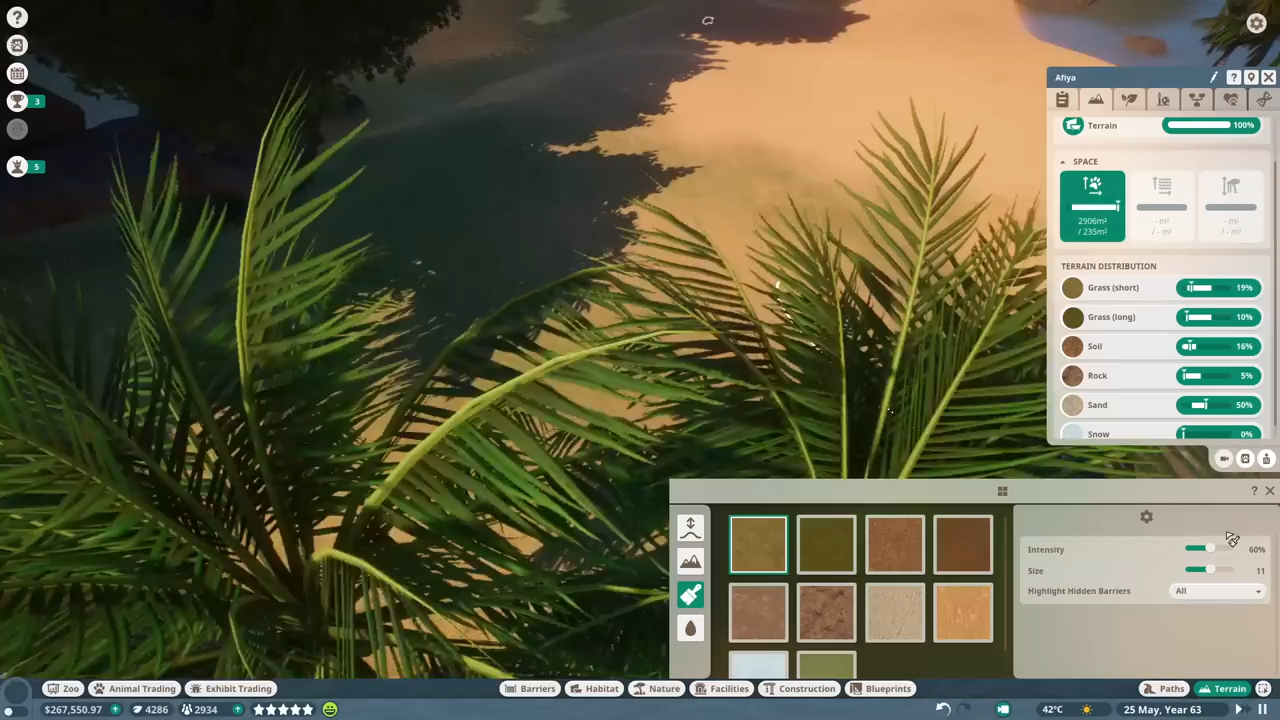 ?
3
5
Afiya
?
Terrain 100%
SPACE
2906m² / 235m²
- m² / - m²
- m² / - m²
TERRAIN DISTRIBUTION
Grass (short) 19%
Grass (long) 10%
Soil 16%
Rock 5%
Sand 50%
Snow 0%
?
Intensity 60%
Size 11
Highlight Hidden Barriers All
Zoo Animal Trading Exhibit Trading Barriers Habitat Nature Facilities Construction Blueprints Paths Terrain
$267,550.97 4286 2934 42°C 25 May, Year 63